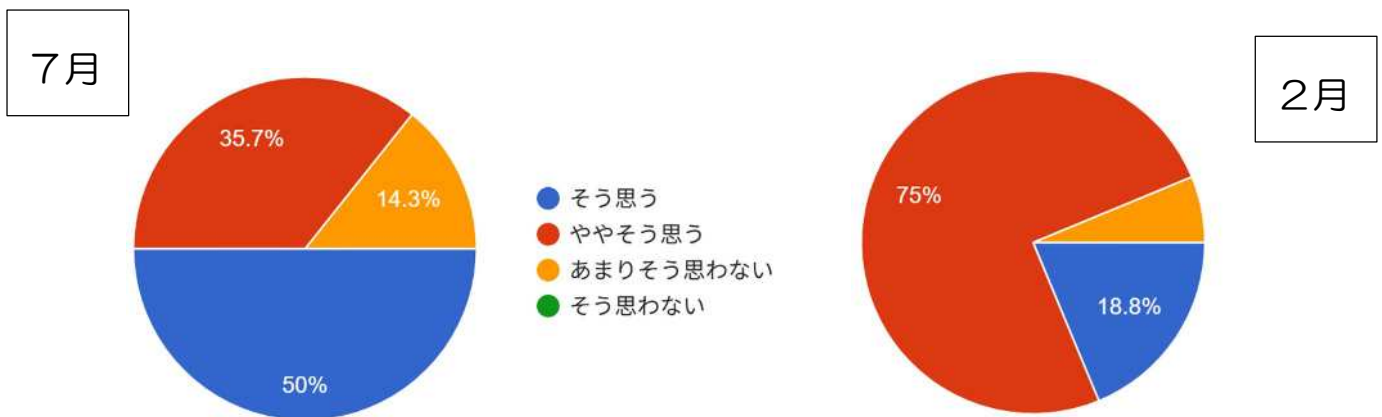 ７月
２月
35.7%
14.3%
50%
そう思う
ややそう思う
あまりそう思わない
そう思わない
75%
18.8%